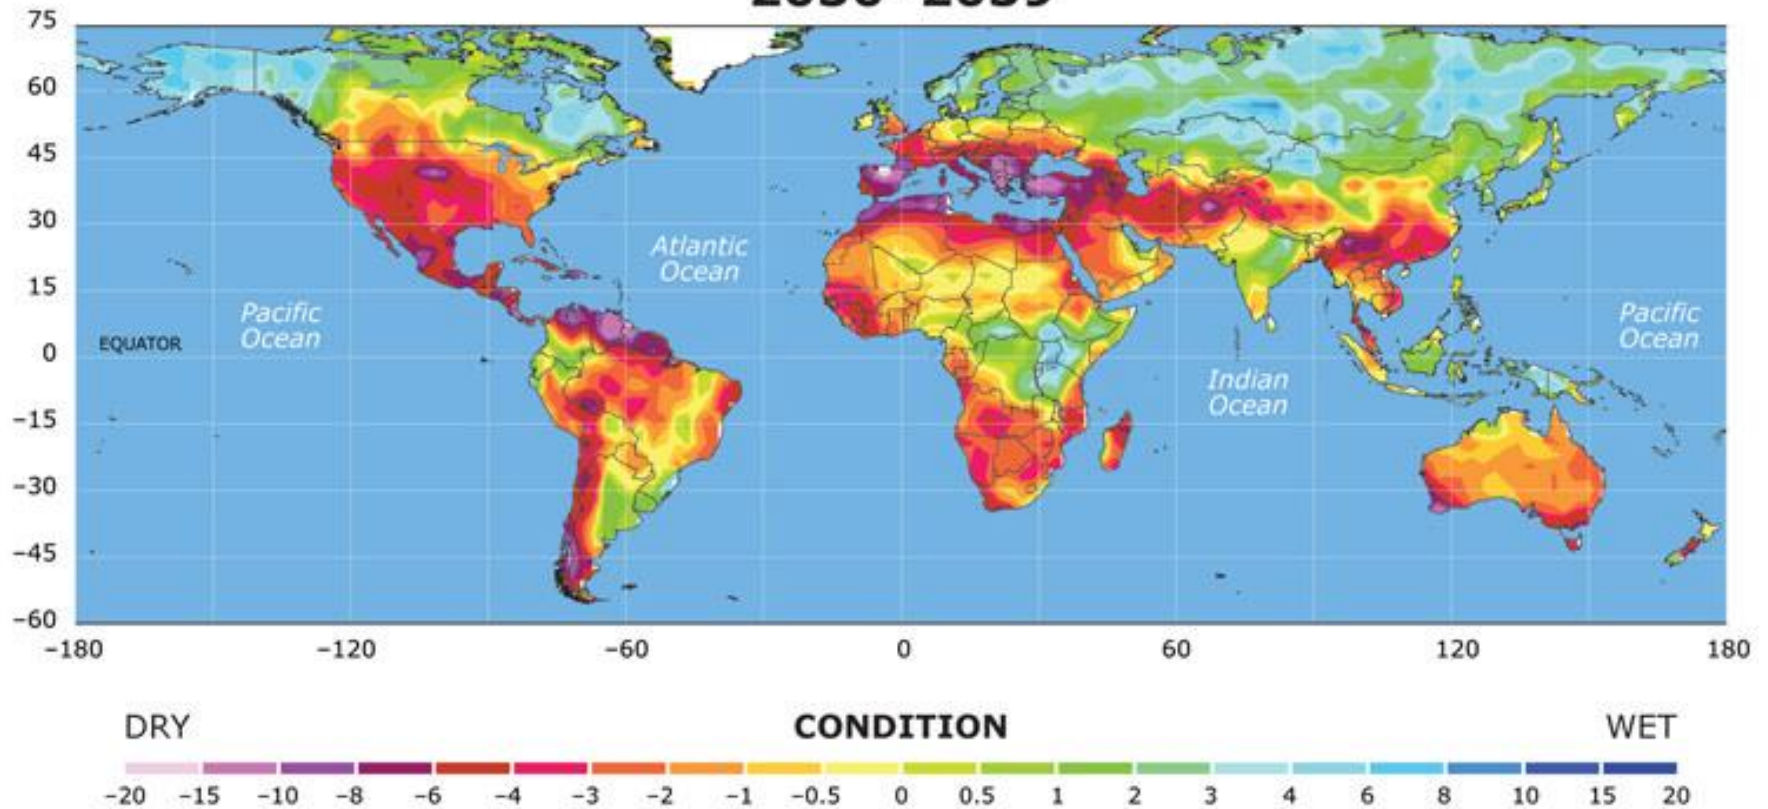 75
60
45
30
15
0
–15
–30
–45
–60
Atlantic
Ocean
Pacific
Ocean
EQUATOR
Indian
Ocean
Pacific
Ocean
–180 –120 –60 0 60 120 180
DRY CONDITION WET
–20 –15 –10 –8 –6 –4 –3 –2 –1 –0.5 0 0.5 1 2 3 4 6 8 10 15 20